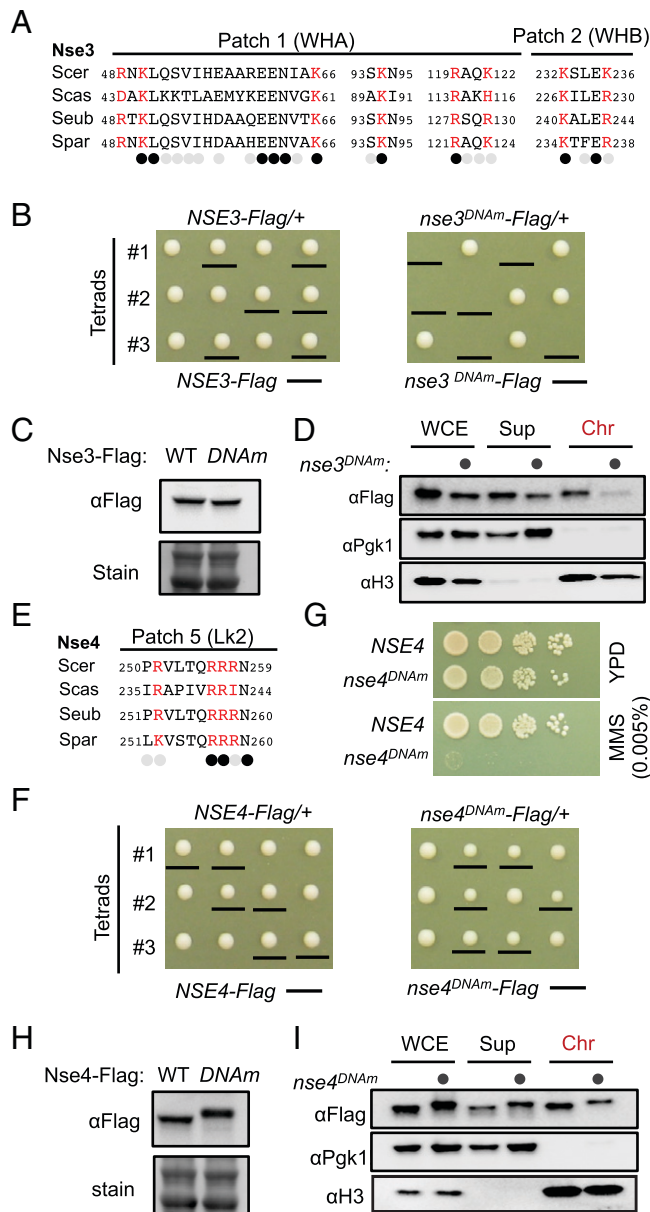 A
Nse3 Patch 1 (WHA) Patch 2 (WHB)
Scer 48RNKLQSVIHEAAREENIAK66 93SKN95 119RAQK122 232KSLEK236
Scas 43DAKLKKTLAEMYKEENVGK61 89AKI91 113RAKH116 226KILER230
Seub 48RTKLQSVIHDAAQEENVTK66 93SKN95 127RSQR130 240KALER244
Spar 48RNKLQSVIHDAAHEENVAK66 93SKN95 121RAQK124 234KTFER238
B
NSE3-Flag/+ nse3DNAm-Flag/+
Tetrads
#1
#2
#3
NSE3-Flag nse3 DNAm-Flag
C
Nse3-Flag: WT DNAm
αFlag
Stain
D
WCE Sup Chr
nse3DNAm:
αFlag
αPgk1
αH3
E
Nse4 Patch 5 (Lk2)
Scer 250PRVLTQRRRN259
Scas 235IRAPIVRRIN244
Seub 251PRVLTQRRRN260
Spar 251LKVSTQRRRN260
G
NSE4
nse4DNAm
YPD
NSE4
nse4DNAm
MMS
(0.005%)
F
NSE4-Flag/+ nse4DNAm-Flag/+
Tetrads
#1
#2
#3
NSE4-Flag nse4DNAm-Flag
H
Nse4-Flag: WT DNAm
αFlag
stain
I
WCE Sup Chr
nse4DNAm
αFlag
αPgk1
αH3